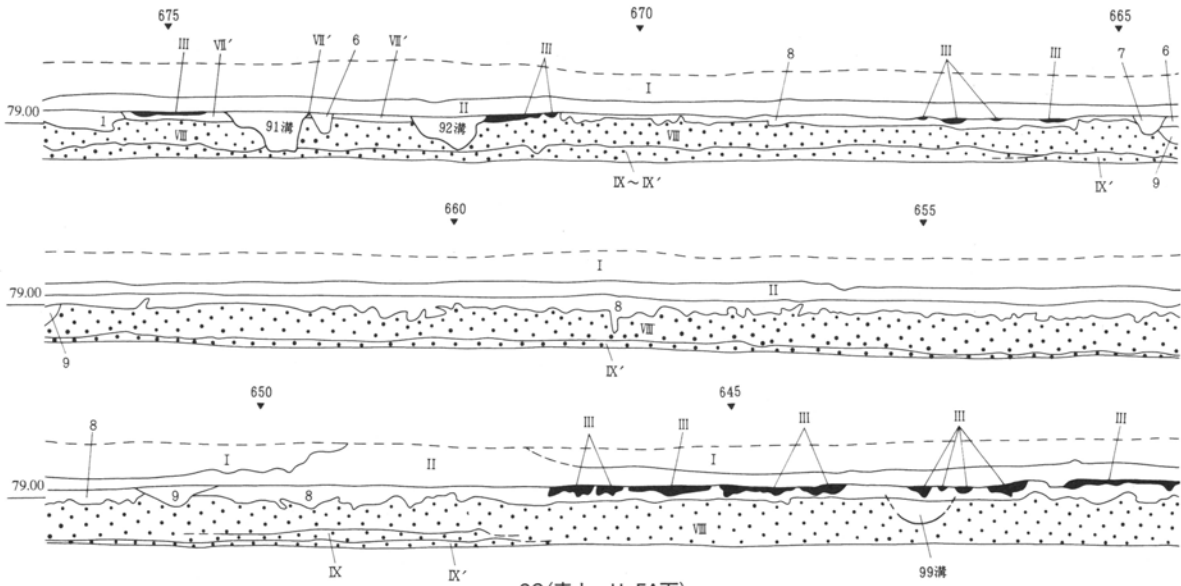 675 670 665
III VII′ VII′ 6 VII′ III 8 III III 7 6
I
II
79.00
1 VIII 91溝 92溝 VIII
IX～IX′ IX′ 9
660 655
I
79.00 II
8
VIII
9 IX′
650 645
8 III III III III III
I II I
79.00
9 8
VIII
IX IX′ 99溝